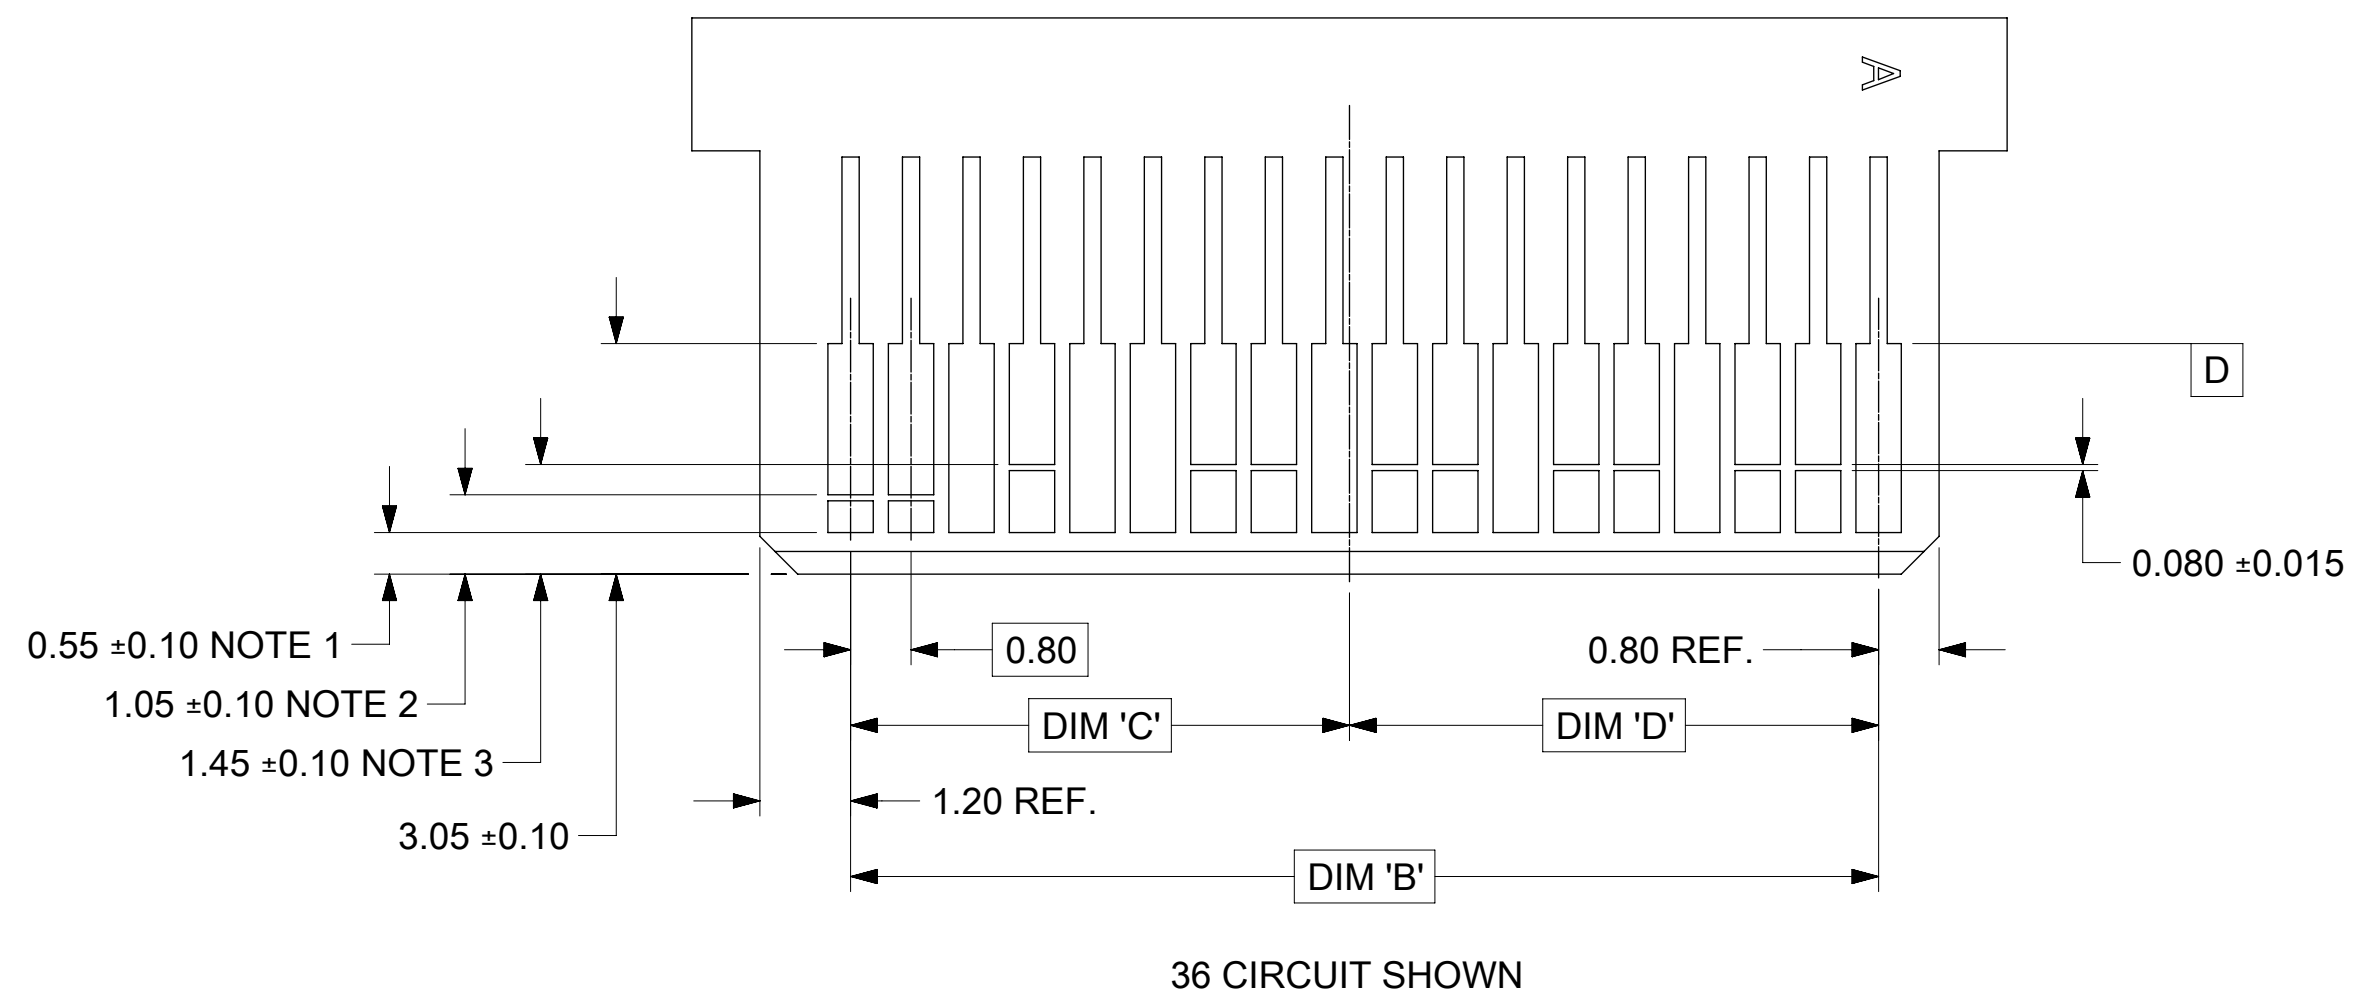 A
D
0.080 ±0.015
0.55 ±0.10 NOTE 1
0.80
0.80 REF.
1.05 ±0.10 NOTE 2
DIM 'C'
DIM 'D'
1.45 ±0.10 NOTE 3
1.20 REF.
3.05 ±0.10
DIM 'B'
36 CIRCUIT SHOWN